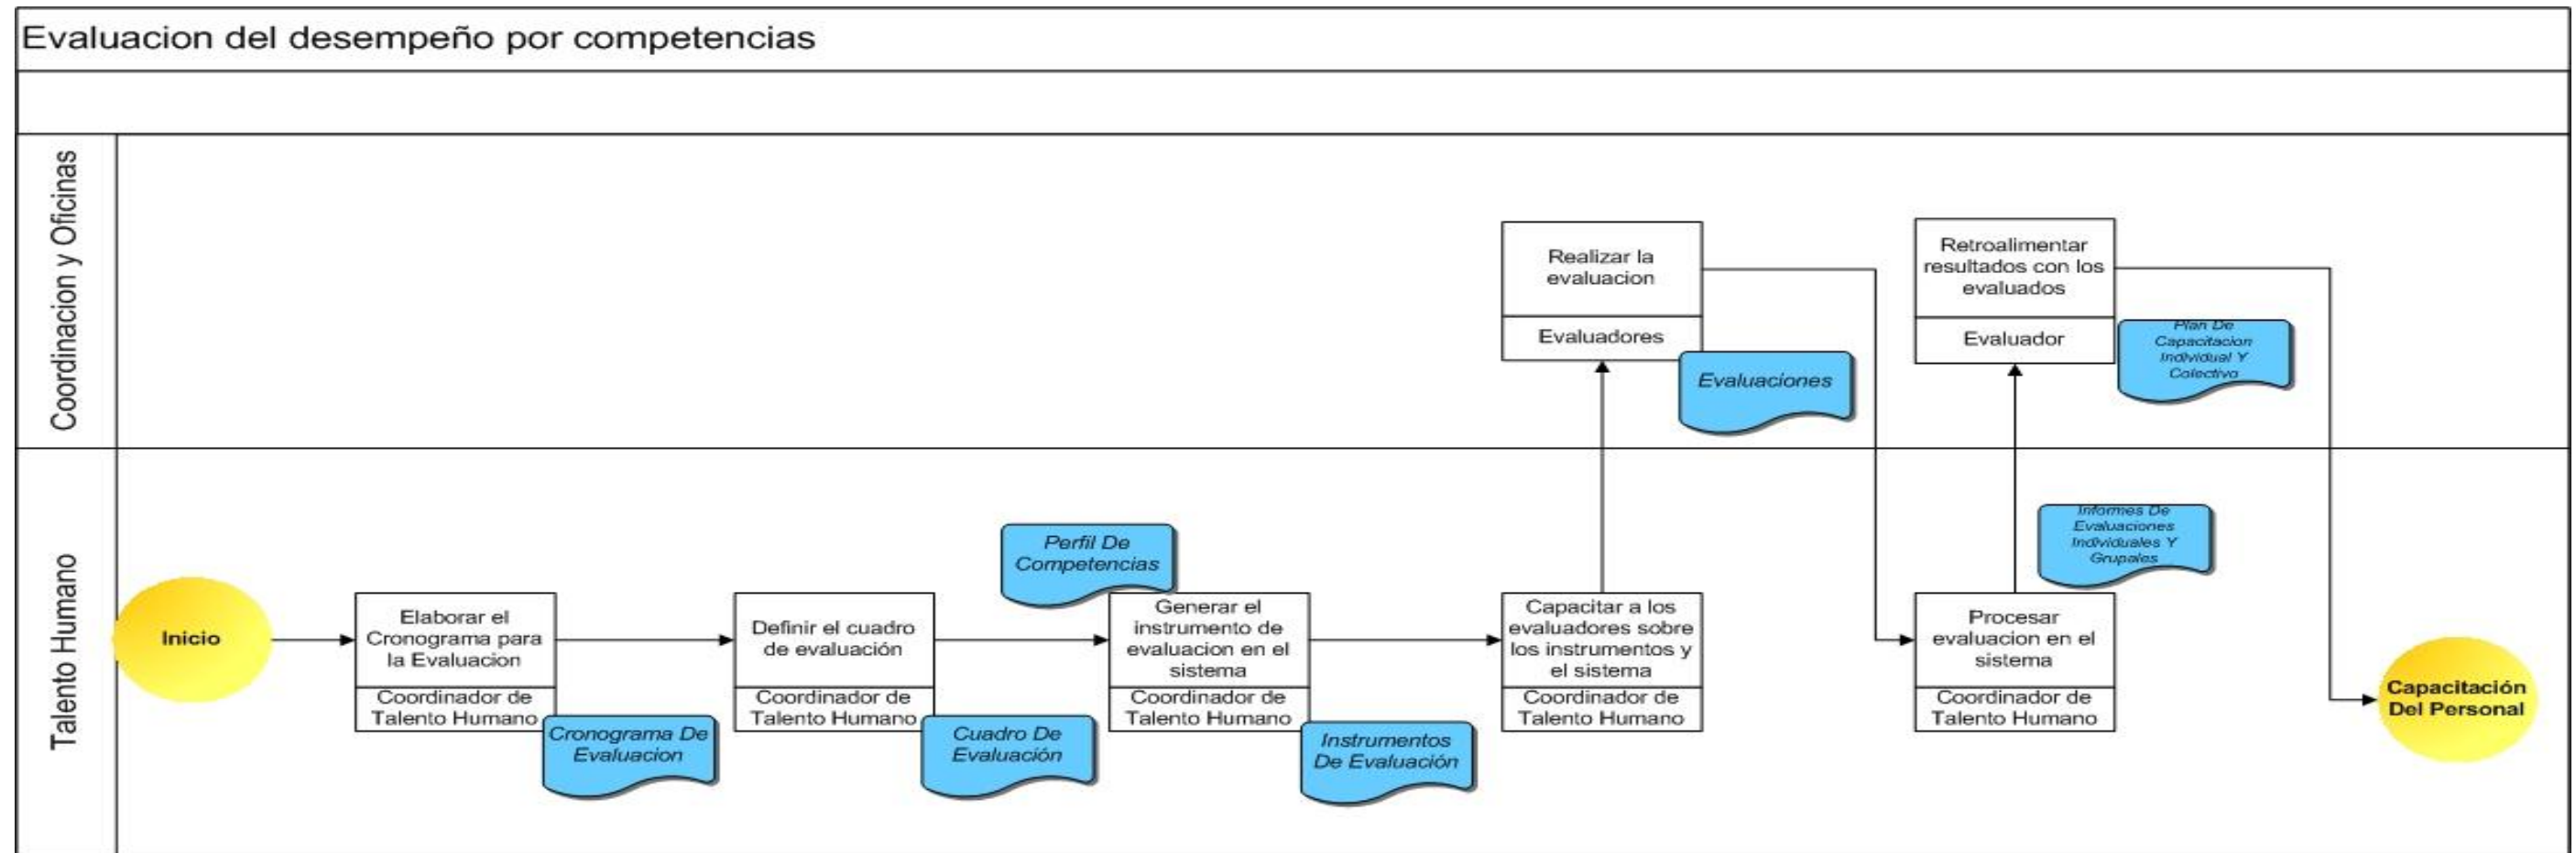 Evaluacion del desempeño por competencias
Coordinacion y Oficinas
Realizar la
evaluacion
Evaluadores
Evaluaciones
Retroalimentar
resultados con los
evaluados
Evaluador
Plan De
Capacitacion
Individual Y
Colectivo
Talento Humano
Inicio
Elaborar el
Cronograma para
la Evaluacion
Coordinador de
Talento Humano
Cronograma De
Evaluacion
Definir el cuadro
de evaluación
Coordinador de
Talento Humano
Cuadro De
Evaluación
Perfil De
Competencias
Generar el
instrumento de
evaluacion en el
sistema
Coordinador de
Talento Humano
Instrumentos
De Evaluación
Capacitar a los
evaluadores sobre
los instrumentos y
el sistema
Coordinador de
Talento Humano
Informes De
Evaluaciones
Individuales Y
Grupales
Procesar
evaluacion en el
sistema
Coordinador de
Talento Humano
Capacitación
Del Personal